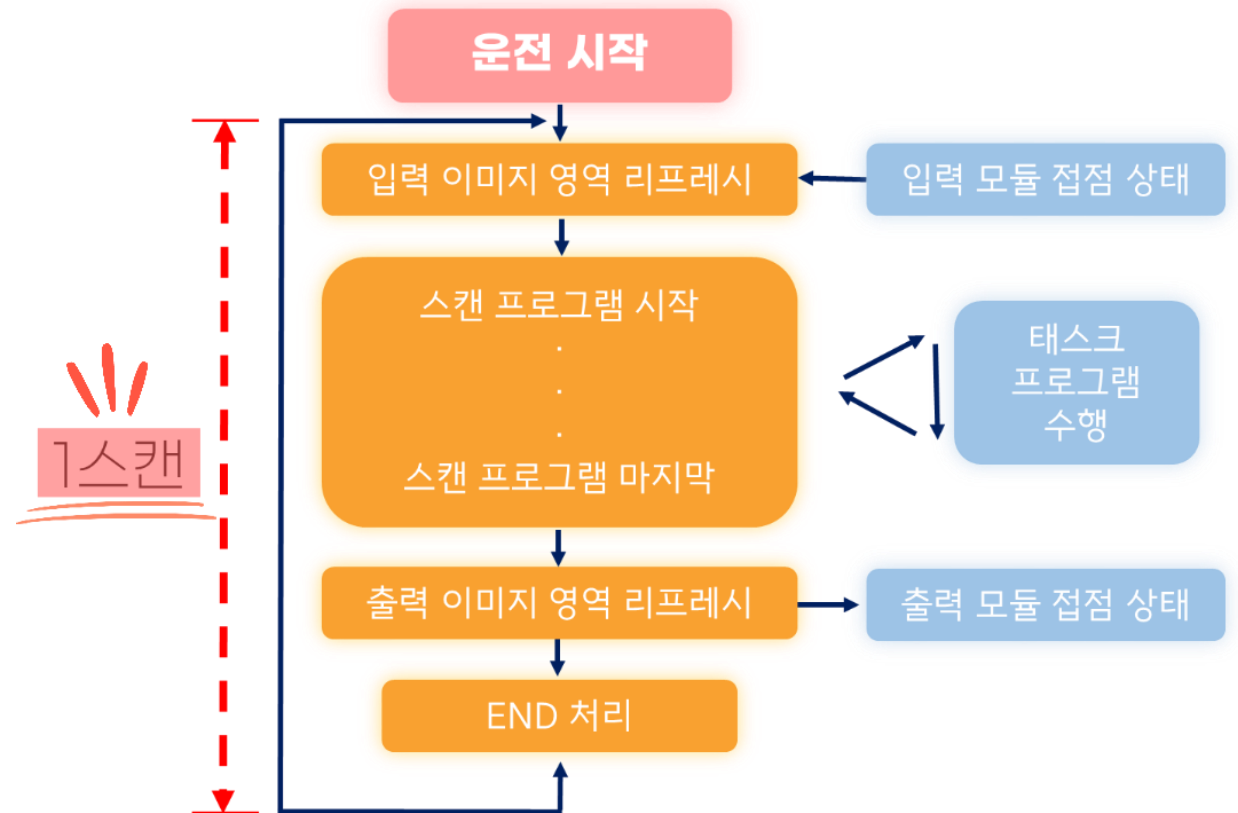 운전 시작
입력 이미지 영역 리프레시
입력 모듈 접점 상태
스캔 프로그램 시작
.
.
.
스캔 프로그램 마지막
태스크
프로그램
수행
1스캔
출력 이미지 영역 리프레시
출력 모듈 접점 상태
END 처리